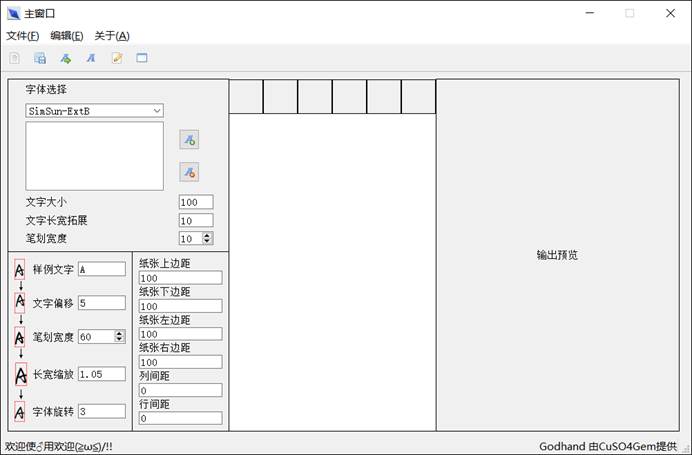 主窗口
文件(F) 编辑(E) 关于(A)
字体选择
SimSun-ExtB
文字大小 100
文字长宽拓展 10
笔划宽度 10
样例文字 A
文字偏移 5
笔划宽度 60
长宽缩放 1.05
字体旋转 3
纸张上边距
100
纸张下边距
100
纸张左边距
100
纸张右边距
100
列间距
0
行间距
0
输出预览
欢迎使♂用欢迎(≧ω≦)/!!
Godhand 由CuSO4Gem提供